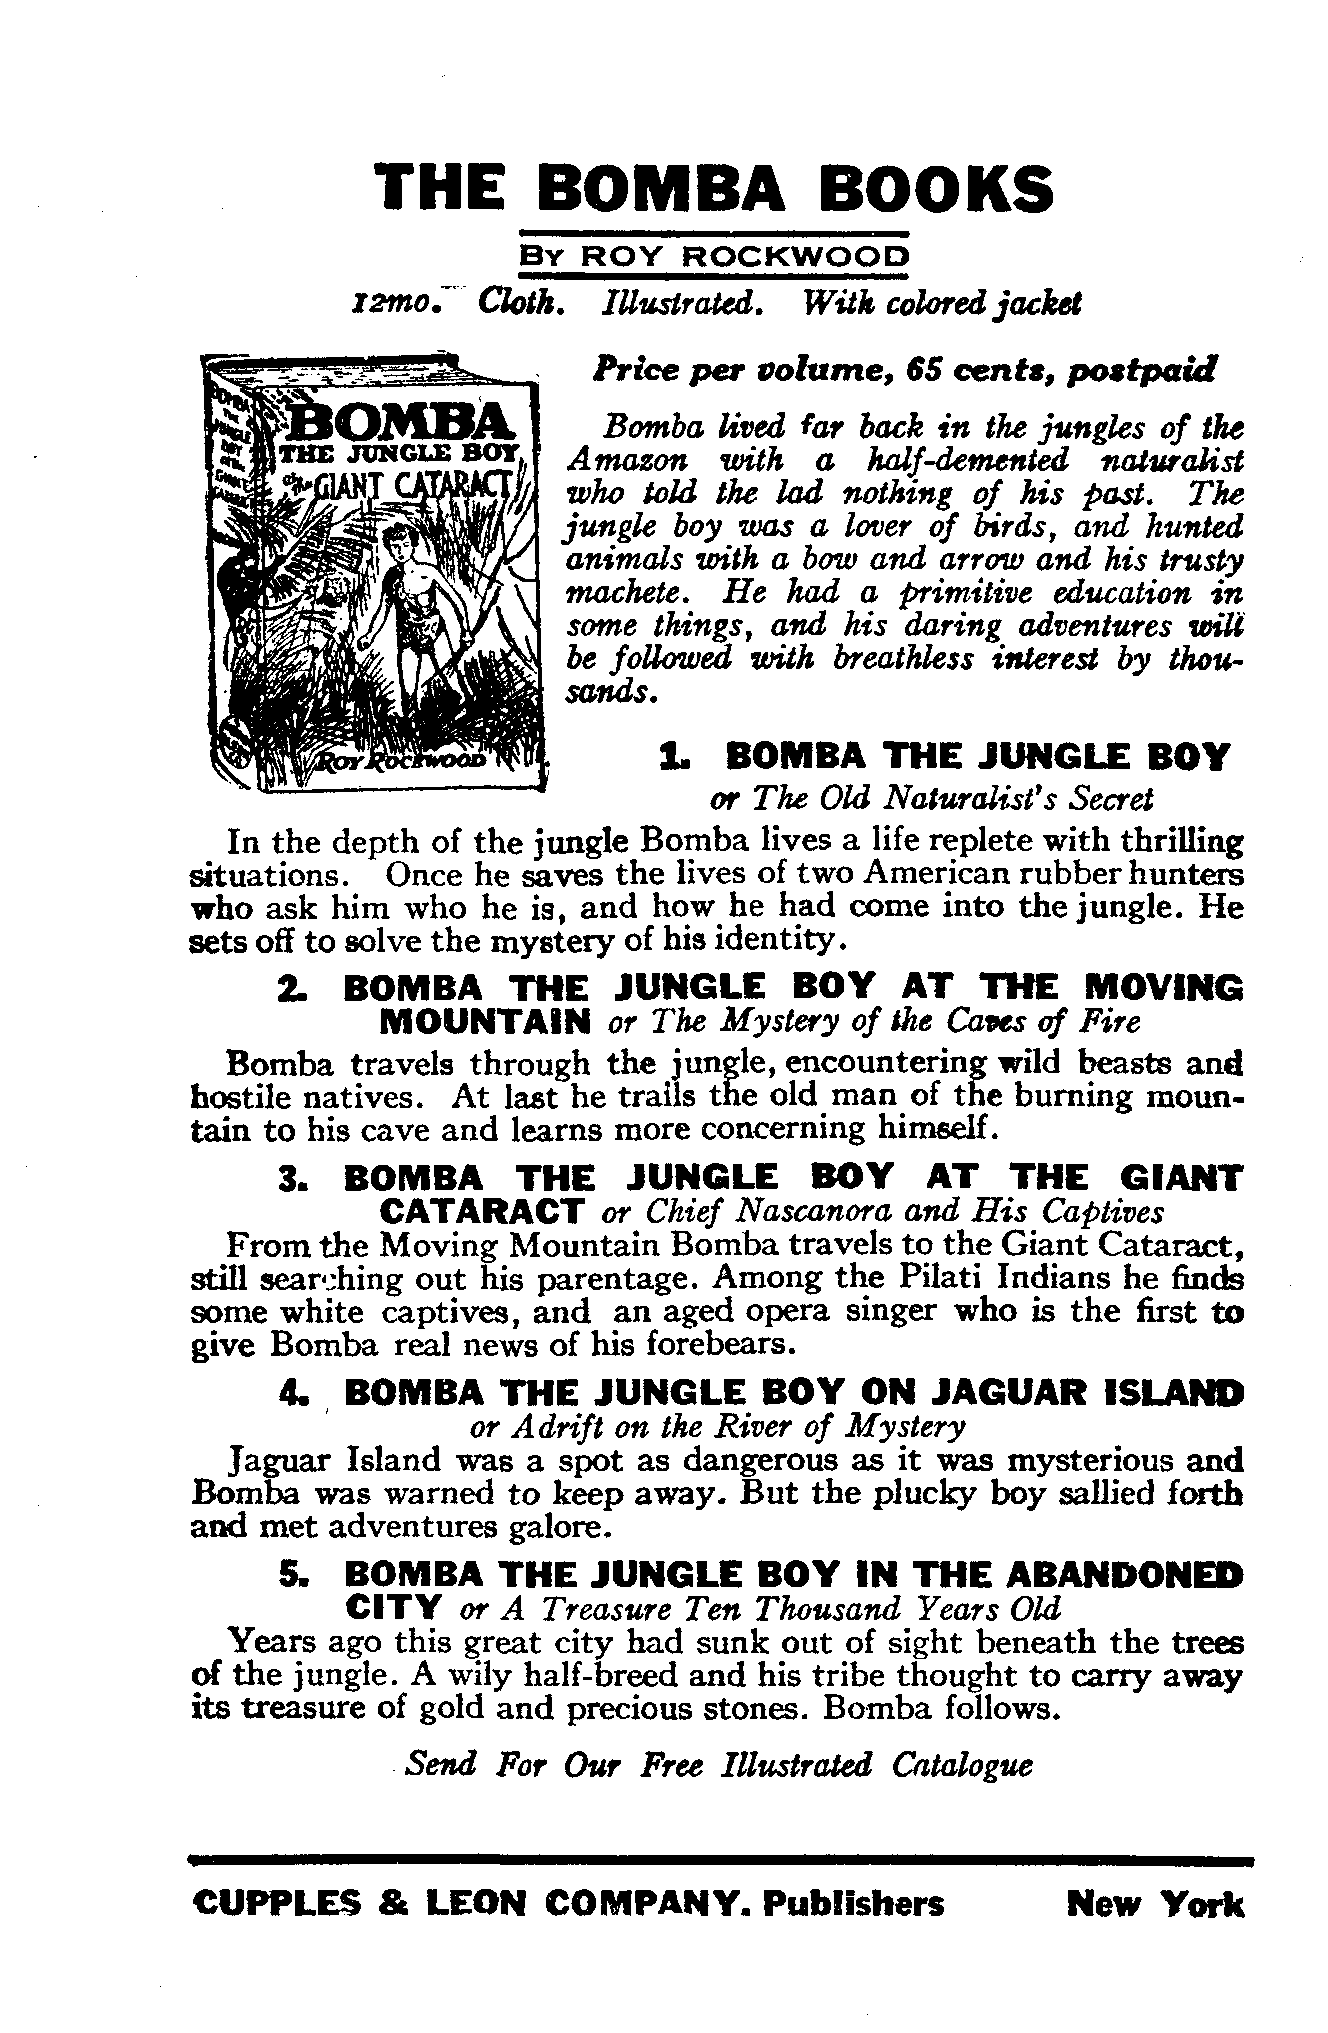 THE BOMBA BOOKS
By ROY ROCKWOOD
12mo. Cloth. Illustrated. With colored jacket
BOMBA
THE JUNGLE BOY
GIANT CATARACT
ROY ROCKWOOD
Price per volume, 65 cents, postpaid
Bomba lived far back in the jungles of the
Amazon with a half-demented naturalist
who told the lad nothing of his past. The
jungle boy was a lover of birds, and hunted
animals with a bow and arrow and his trusty
machete. He had a primitive education in
some things, and his daring adventures will
be followed with breathless interest by thou-
sands.
1. BOMBA THE JUNGLE BOY
or The Old Naturalist's Secret
In the depth of the jungle Bomba lives a life replete with thrilling
situations. Once he saves the lives of two American rubber hunters
who ask him who he is, and how he had come into the jungle. He
sets off to solve the mystery of his identity.
2. BOMBA THE JUNGLE BOY AT THE MOVING
MOUNTAIN or The Mystery of the Caves of Fire
Bomba travels through the jungle, encountering wild beasts and
hostile natives. At last he trails the old man of the burning moun-
tain to his cave and learns more concerning himself.
3. BOMBA THE JUNGLE BOY AT THE GIANT
CATARACT or Chief Nascanora and His Captives
From the Moving Mountain Bomba travels to the Giant Cataract,
still searching out his parentage. Among the Pilati Indians he finds
some white captives, and an aged opera singer who is the first to
give Bomba real news of his forebears.
4. BOMBA THE JUNGLE BOY ON JAGUAR ISLAND
or Adrift on the River of Mystery
Jaguar Island was a spot as dangerous as it was mysterious and
Bomba was warned to keep away. But the plucky boy sallied forth
and met adventures galore.
5. BOMBA THE JUNGLE BOY IN THE ABANDONED
CITY or A Treasure Ten Thousand Years Old
Years ago this great city had sunk out of sight beneath the trees
of the jungle. A wily half-breed and his tribe thought to carry away
its treasure of gold and precious stones. Bomba follows.
Send For Our Free Illustrated Catalogue
CUPPLES & LEON COMPANY. Publishers New York